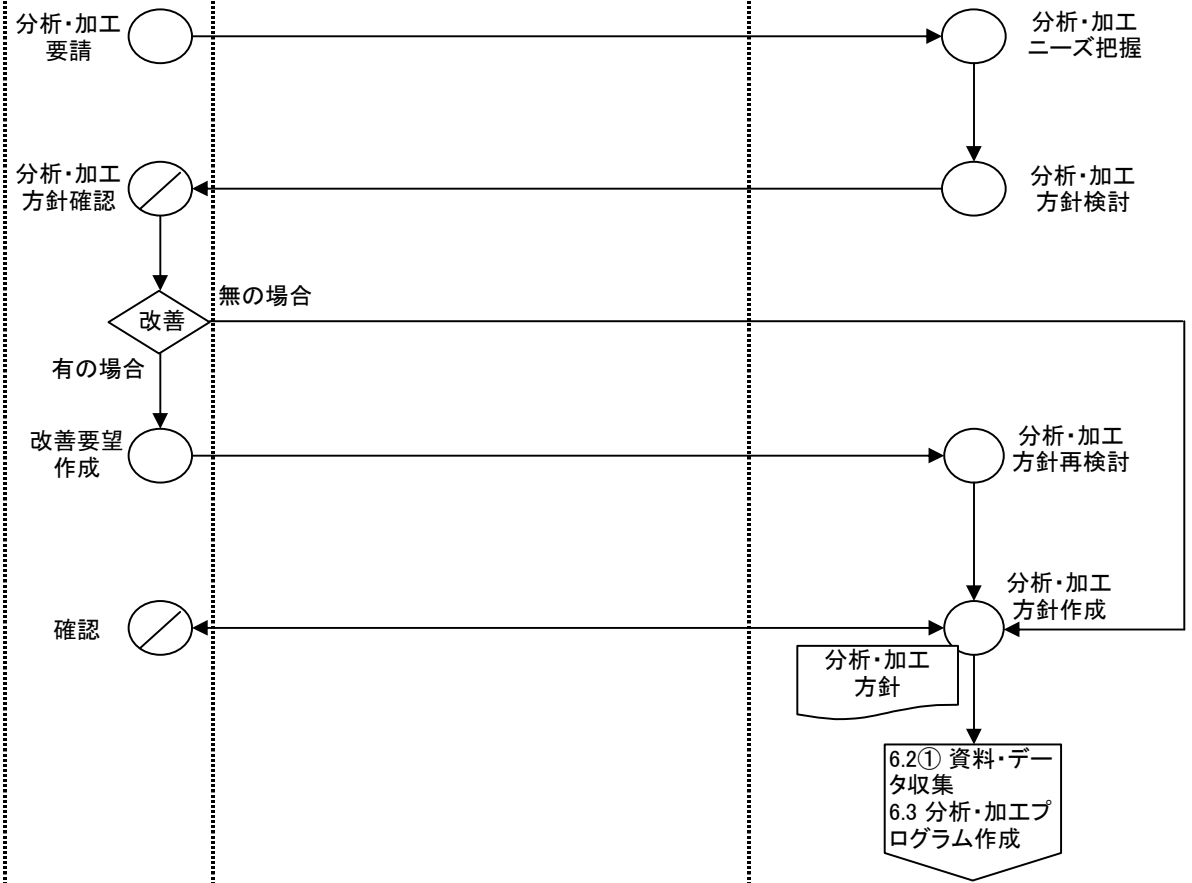 分析・加工
要請
分析・加工
ニーズ把握
分析・加工
方針確認
分析・加工
方針検討
改善
無の場合
有の場合
改善要望
作成
分析・加工
方針再検討
確認
分析・加工
方針作成
分析・加工
方針
6.2① 資料・デー
タ収集
6.3 分析・加工プ
ログラム作成